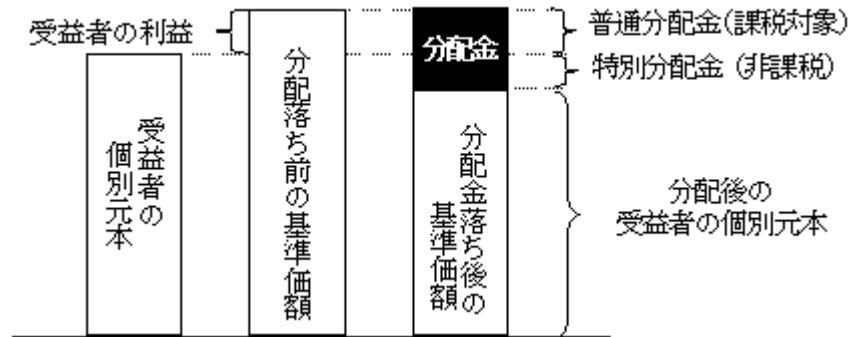 受益者の利益
受益者の
個別元本
分配落ち前の基準価額
分配金
分配金落ち後の
基準価額
普通分配金(課税対象)
特別分配金 (非課税)
分配後の
受益者の個別元本